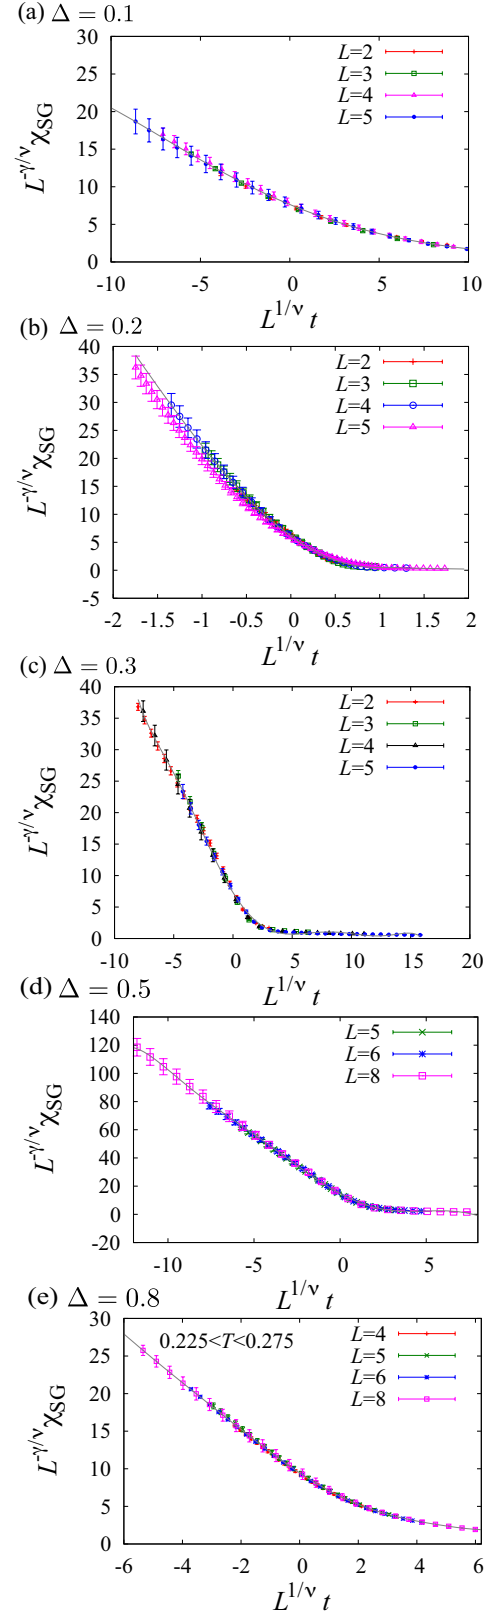 (a) Δ = 0.1
L=2
L=3
L=4
L=5
30
25
20
15
10
5
0
L^{-γ/ν} χ_SG
-10 -5 0 5 10
L^{1/ν} t
(b) Δ = 0.2
L=2
L=3
L=4
L=5
40
35
30
25
20
15
10
5
0
-5
L^{-γ/ν} χ_SG
-2 -1.5 -1 -0.5 0 0.5 1 1.5 2
L^{1/ν} t
(c) Δ = 0.3
L=2
L=3
L=4
L=5
40
35
30
25
20
15
10
5
0
L^{-γ/ν} χ_SG
-10 -5 0 5 10 15 20
L^{1/ν} t
(d) Δ = 0.5
L=5
L=6
L=8
140
120
100
80
60
40
20
0
-20
L^{-γ/ν} χ_SG
-10 -5 0 5
L^{1/ν} t
(e) Δ = 0.8
0.225<T<0.275
L=4
L=5
L=6
L=8
30
25
20
15
10
5
0
L^{-γ/ν} χ_SG
-6 -4 -2 0 2 4 6
L^{1/ν} t